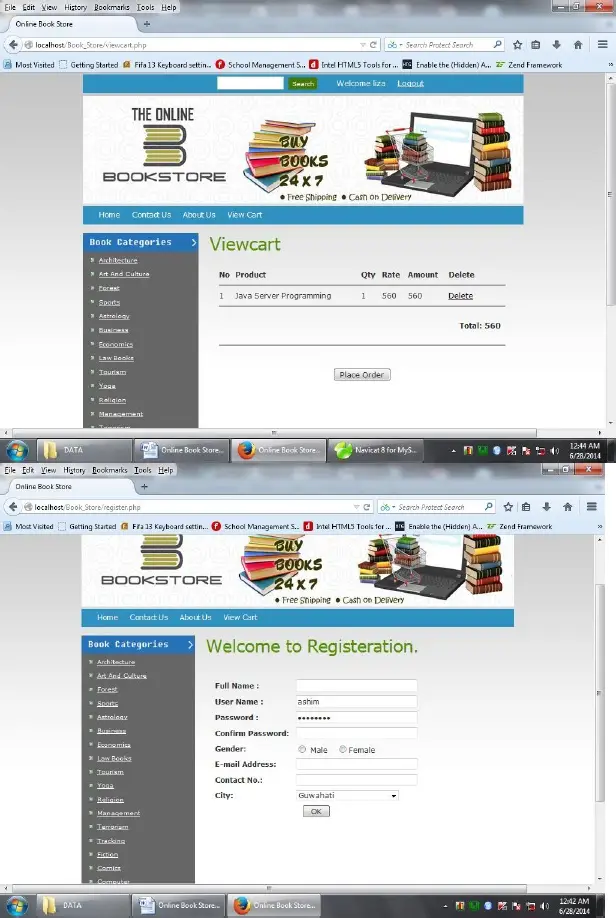 File Edit View History Bookmarks Tools Help
Online Book Store
localhost/Book_Store/viewcart.php
Search Protect Search
Most Visited Getting Started Fifa 13 Keyboard settin... School Management S... Intel HTML5 Tools for ... Enable the (Hidden) A... Zend Framework
Search Welcome liza Logout
THE ONLINE
BOOKSTORE
BUY
BOOKS
24 X 7
• Free Shipping • Cash on Delivery
Home Contact Us About Us View Cart
Book Categories
Architecture
Art And Culture
Forest
Sports
Astrology
Business
Economics
Law Books
Tourism
Yoga
Religion
Management
Terrorism
Viewcart
No Product Qty Rate Amount Delete
1 Java Server Programming 1 560 560 Delete
Total: 560
Place Order
DATA Online Book Store... Online Book Store... Navicat 8 for MyS...
12:44 AM
6/28/2014
File Edit View History Bookmarks Tools Help
Online Book Store
localhost/Book_Store/register.php
Search Protect Search
Most Visited Getting Started Fifa 13 Keyboard settin... School Management S... Intel HTML5 Tools for ... Enable the (Hidden) A... Zend Framework
BOOKSTORE
BUY
BOOKS
24 X 7
• Free Shipping • Cash on Delivery
Home Contact Us About Us View Cart
Book Categories
Architecture
Art And Culture
Forest
Sports
Astrology
Business
Economics
Law Books
Tourism
Yoga
Religion
Management
Terrorism
Tracking
Fiction
Comics
Computer
Welcome to Registeration.
Full Name :
User Name : ashim
Password : ••••••••
Confirm Password:
Gender: Male Female
E-mail Address:
Contact No.:
City: Guwahati
OK
DATA Online Book Store... Online Book Store...
12:42 AM
6/28/2014